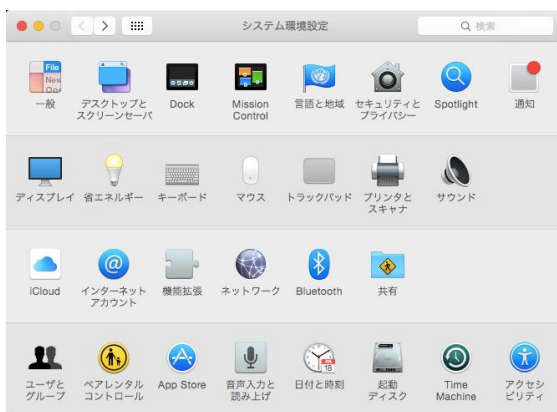 システム環境設定
検索
File
New
一般
デスクトップと
スクリーンセーバ
Dock
Mission
Control
言語と地域
セキュリティと
プライバシー
Spotlight
通知
ディスプレイ
省エネルギー
キーボード
マウス
トラックパッド
プリンタと
スキャナ
サウンド
iCloud
インターネット
アカウント
機能拡張
ネットワーク
Bluetooth
共有
18
ユーザと
グループ
ペアレンタル
コントロール
App Store
音声入力と
読み上げ
日付と時刻
起動
ディスク
Time
Machine
アクセシ
ビリティ